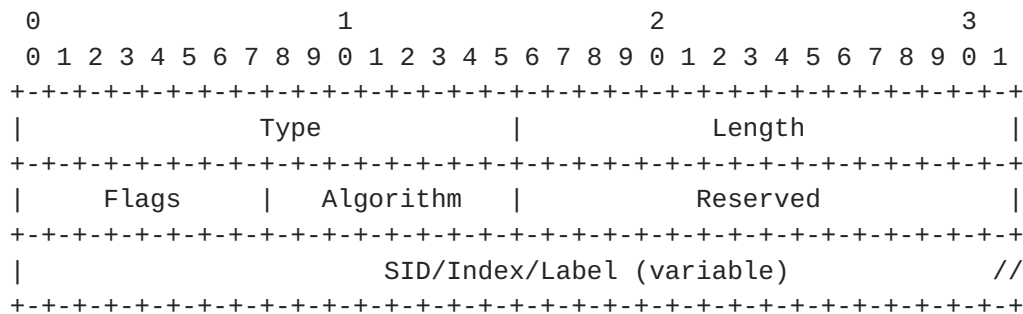 0                   1                   2                   3
 0 1 2 3 4 5 6 7 8 9 0 1 2 3 4 5 6 7 8 9 0 1 2 3 4 5 6 7 8 9 0 1
+-+-+-+-+-+-+-+-+-+-+-+-+-+-+-+-+-+-+-+-+-+-+-+-+-+-+-+-+-+-+-+-+
|               Type            |            Length             |
+-+-+-+-+-+-+-+-+-+-+-+-+-+-+-+-+-+-+-+-+-+-+-+-+-+-+-+-+-+-+-+-+
|     Flags     |   Algorithm   |           Reserved            |
+-+-+-+-+-+-+-+-+-+-+-+-+-+-+-+-+-+-+-+-+-+-+-+-+-+-+-+-+-+-+-+-+
|                       SID/Index/Label (variable)             //
+-+-+-+-+-+-+-+-+-+-+-+-+-+-+-+-+-+-+-+-+-+-+-+-+-+-+-+-+-+-+-+-+